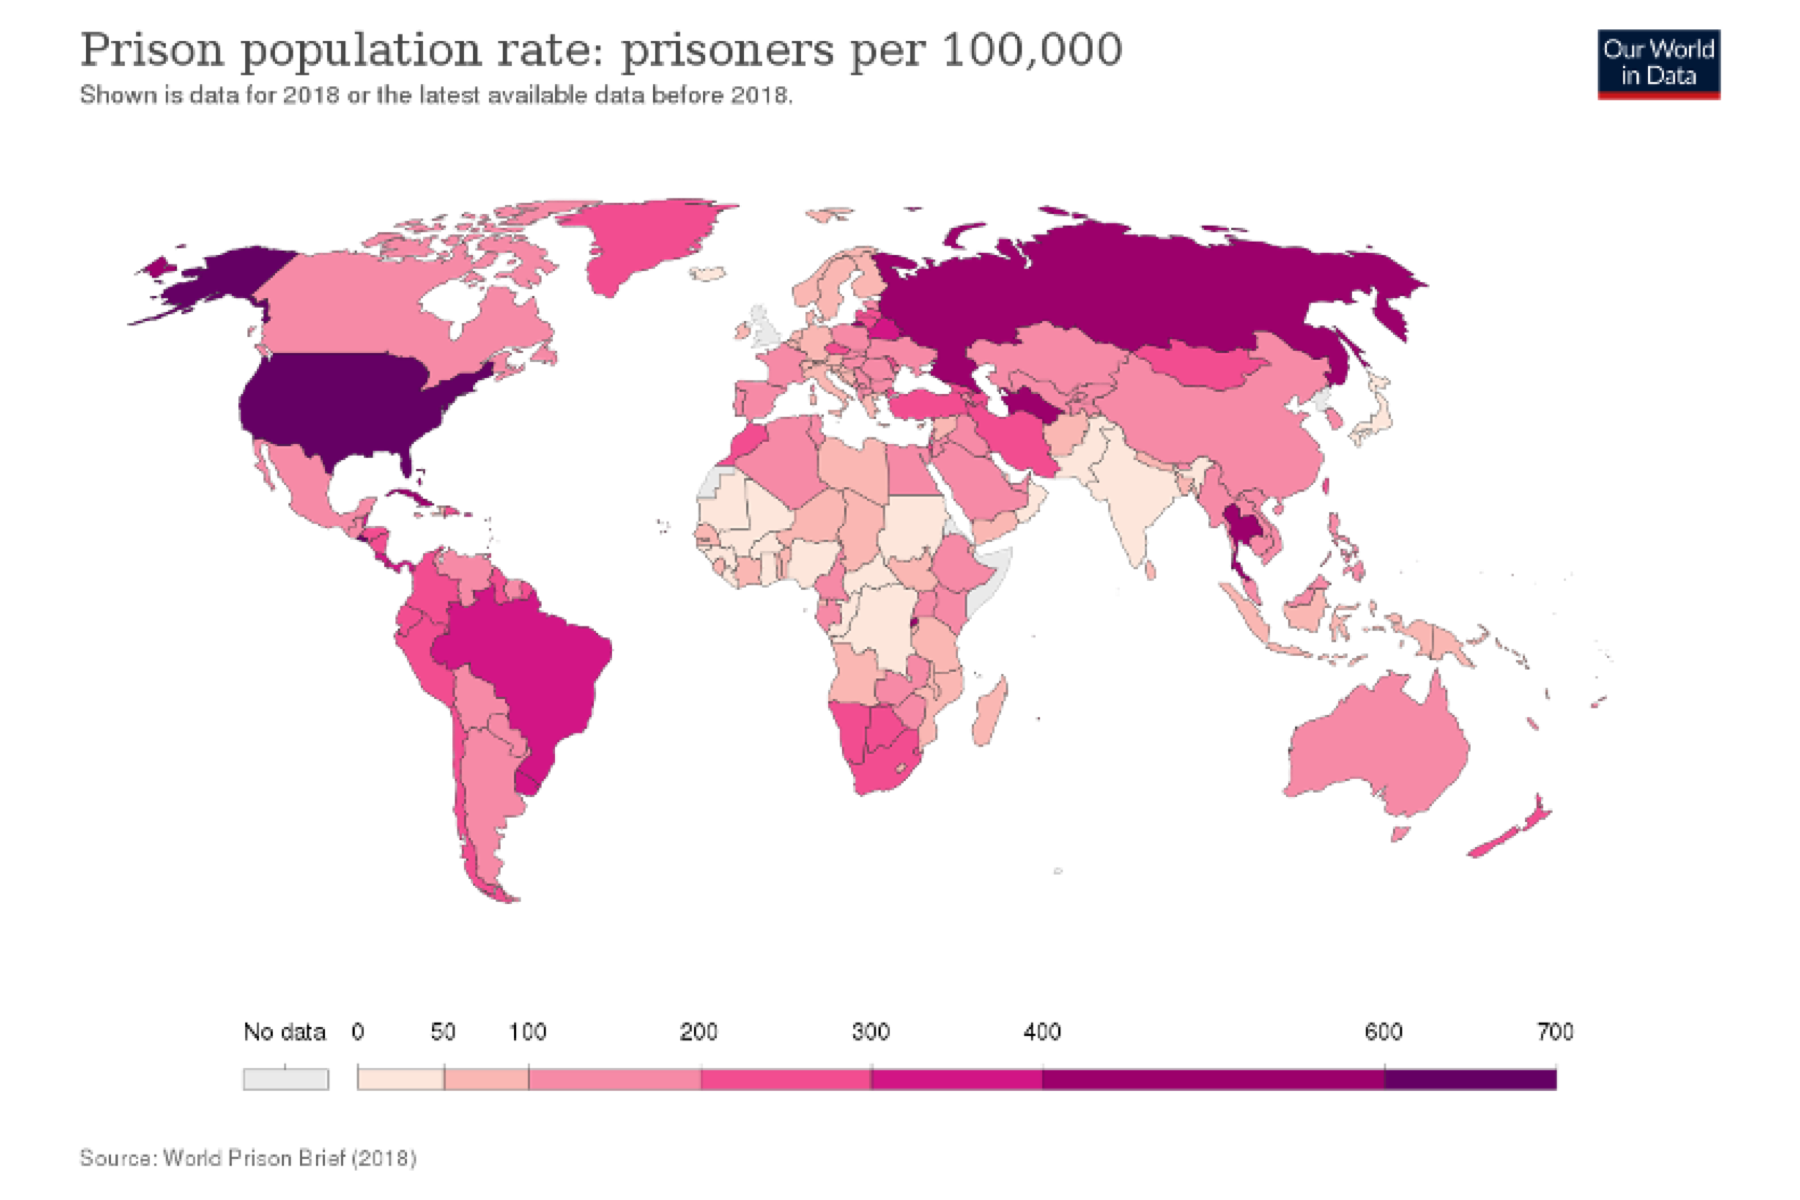 Prison population rate: prisoners per 100,000
Shown is data for 2018 or the latest available data before 2018.
Our World
in Data
No data 0 50 100 200 300 400 600 700
Source: World Prison Brief (2018)